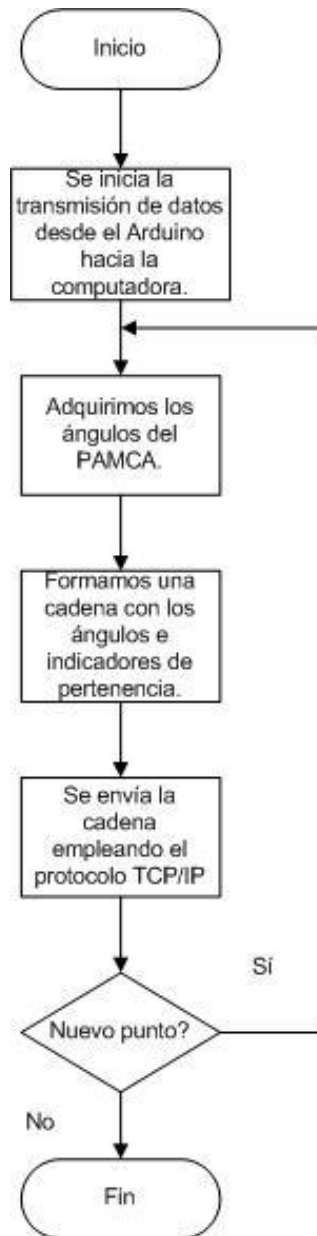 Inicio
Se inicia la
transmisión de datos
desde el Arduino
hacia la
computadora.
Adquirimos los
ángulos del
PAMCA.
Formamos una
cadena con los
ángulos e
indicadores de
pertenencia.
Se envía la
cadena
empleando el
protocolo TCP/IP
Sí
Nuevo punto?
No
Fin